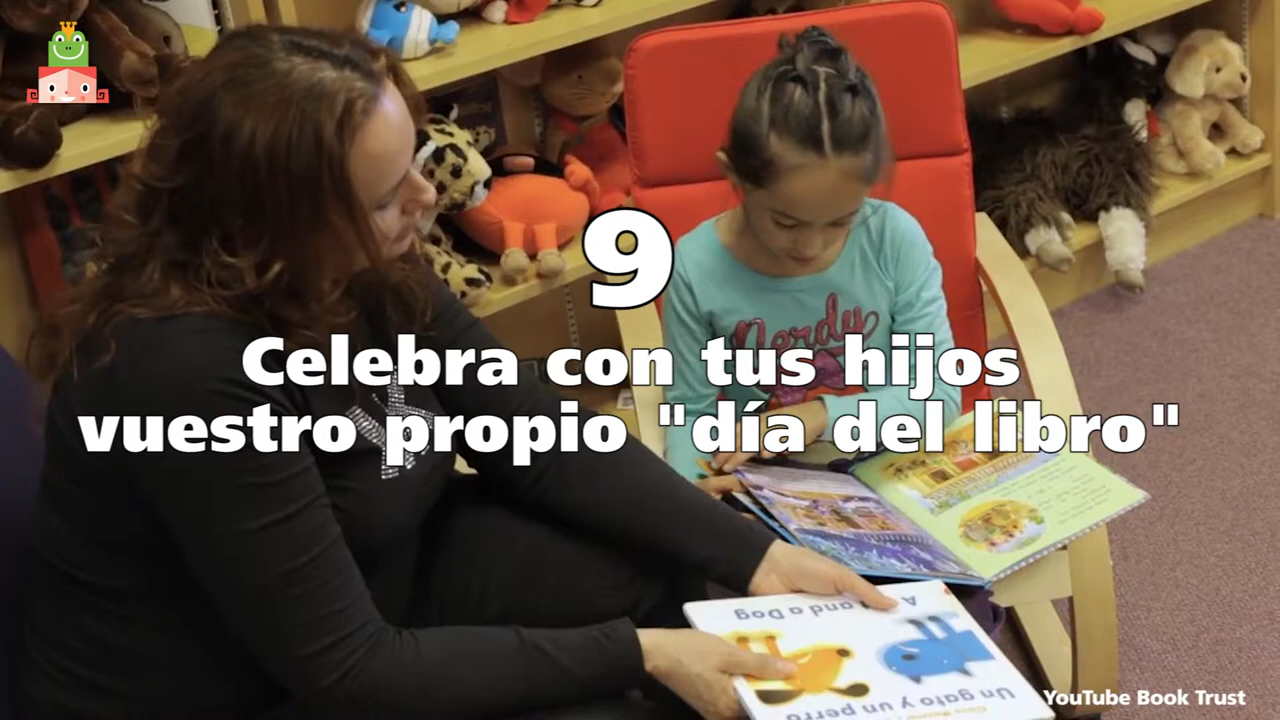 9
Celebra con tus hijos
vuestro propio "día del libro"
Nerdy
A
and a Dog
Un gato y un perro
YouTube Book Trust